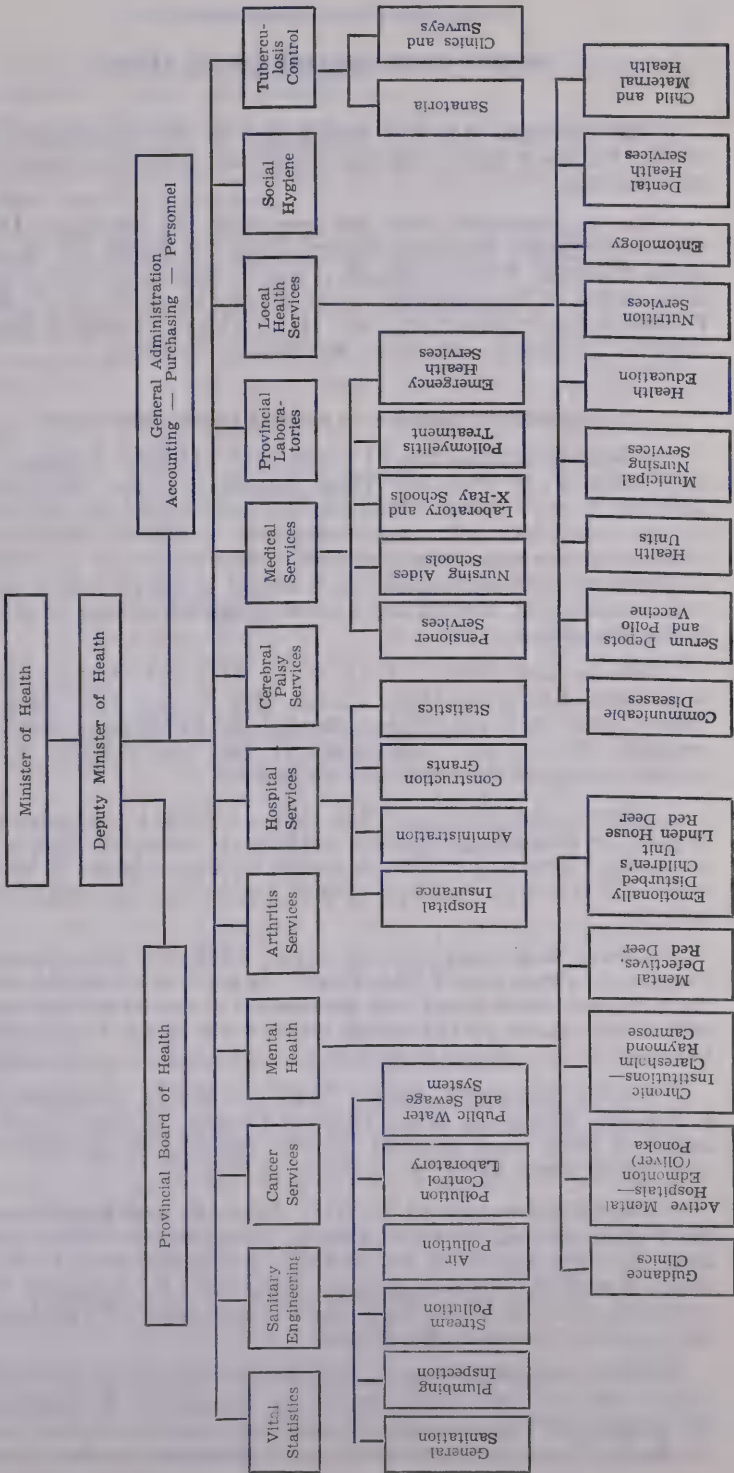 Minister of Health
Deputy Minister of Health
Provincial Board of Health
General Administration
Accounting — Purchasing — Personnel
Vital
Statistics
Sanitary
Engineering
Cancer
Services
Mental
Health
Arthritis
Services
Hospital
Services
Cerebral
Palsy
Services
Medical
Services
Provincial
Labora-
tories
Local
Health
Services
Social
Hygiene
Tubercu-
losis
Control
General
Sanitation
Plumbing
Inspection
Stream
Pollution
Air
Pollution
Pollution
Control
Laboratory
Public Water
and Sewage
System
Hospital
Insurance
Administration
Construction
Grants
Statistics
Pensioner
Services
Nursing Aides
Schools
Laboratory and
X-Ray Schools
Poliomyelitis
Treatment
Emergency
Health
Services
Sanatoria
Clinics and
Surveys
Guidance
Clinics
Active Mental
Hospitals—
Edmonton
(Oliver)
Ponoka
Chronic
Institutions—
Claresholm
Raymond
Camrose
Mental
Defectives,
Red Deer
Emotionally
Disturbed
Children's
Unit
Linden House
Red Deer
Communicable
Diseases
Serum Depots
and Polio
Vaccine
Health
Units
Municipal
Nursing
Services
Health
Education
Nutrition
Services
Entomology
Dental
Health
Services
Child and
Maternal
Health